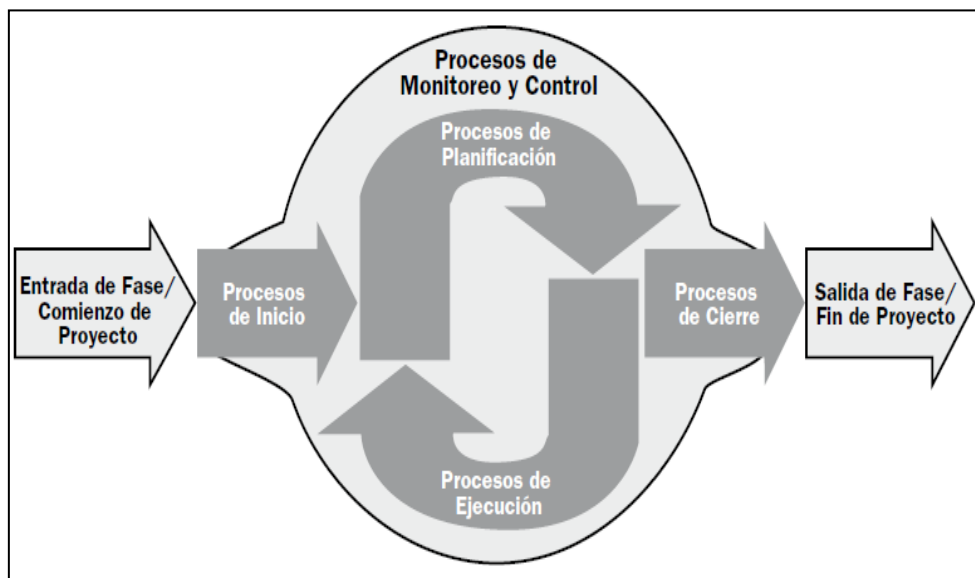 Procesos de
Monitoreo y Control
Procesos de
Planificación
Entrada de Fase/
Comienzo de
Proyecto
Procesos
de Inicio
Procesos
de Cierre
Salida de Fase/
Fin de Proyecto
Procesos de
Ejecución